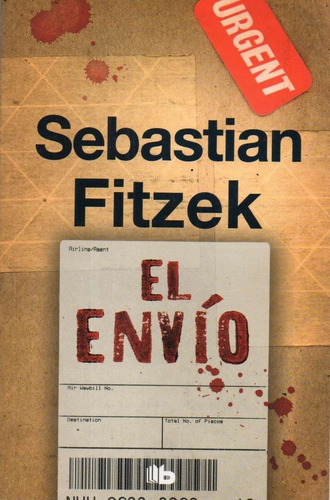 URGENT
Sebastian
Fitzek
Airline/Agent
EL
ENVÍO
Air Waybill No.
Destination
Total No. of Pieces
b